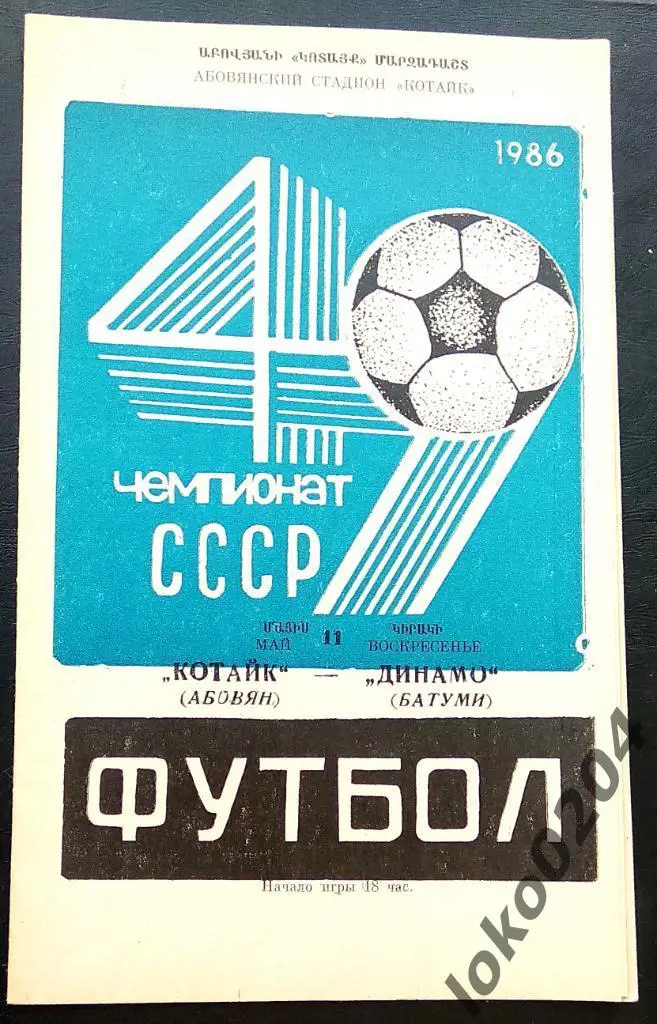 ԱԲՈՎՅԱՆԻ «ԿՈՏԱՅՔ» ՄԱՐԶԱԴԱՇՏ
АБОВЯНСКИЙ СТАДИОН «КОТАЙК»
1986
49
чемпионат
СССР
ՄԱՅԻՍ 11 ԿԻՐԱԿԻ
МАЙ ВОСКРЕСЕНЬЕ
„КОТАЙК“ — „ДИНАМО“
(АБОВЯН) (БАТУМИ)
ФУТБОЛ
Начало игры 18 час.
loko0204